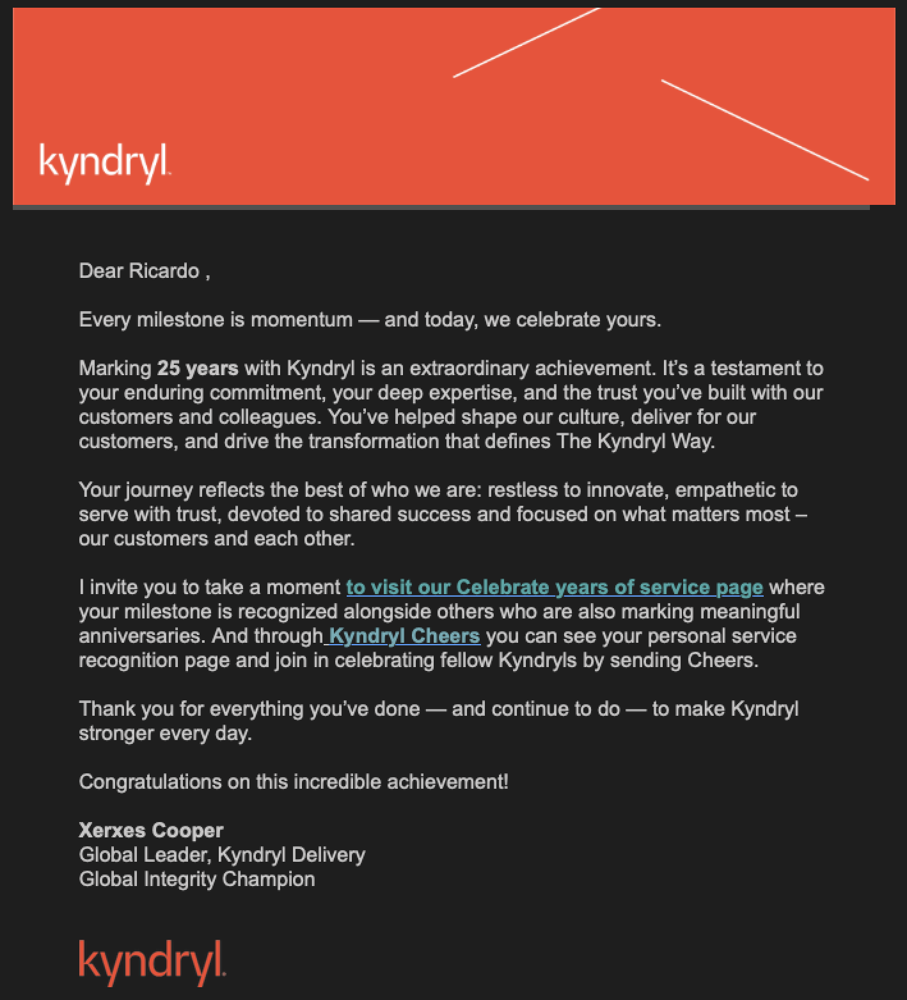 kyndryl
Dear Ricardo ,
Every milestone is momentum — and today, we celebrate yours.
Marking 25 years with Kyndryl is an extraordinary achievement. It’s a testament to
your enduring commitment, your deep expertise, and the trust you’ve built with our
customers and colleagues. You’ve helped shape our culture, deliver for our
customers, and drive the transformation that defines The Kyndryl Way.
Your journey reflects the best of who we are: restless to innovate, empathetic to
serve with trust, devoted to shared success and focused on what matters most –
our customers and each other.
I invite you to take a moment to visit our Celebrate years of service page where
your milestone is recognized alongside others who are also marking meaningful
anniversaries. And through Kyndryl Cheers you can see your personal service
recognition page and join in celebrating fellow Kyndryls by sending Cheers.
Thank you for everything you’ve done — and continue to do — to make Kyndryl
stronger every day.
Congratulations on this incredible achievement!
Xerxes Cooper
Global Leader, Kyndryl Delivery
Global Integrity Champion
kyndryl